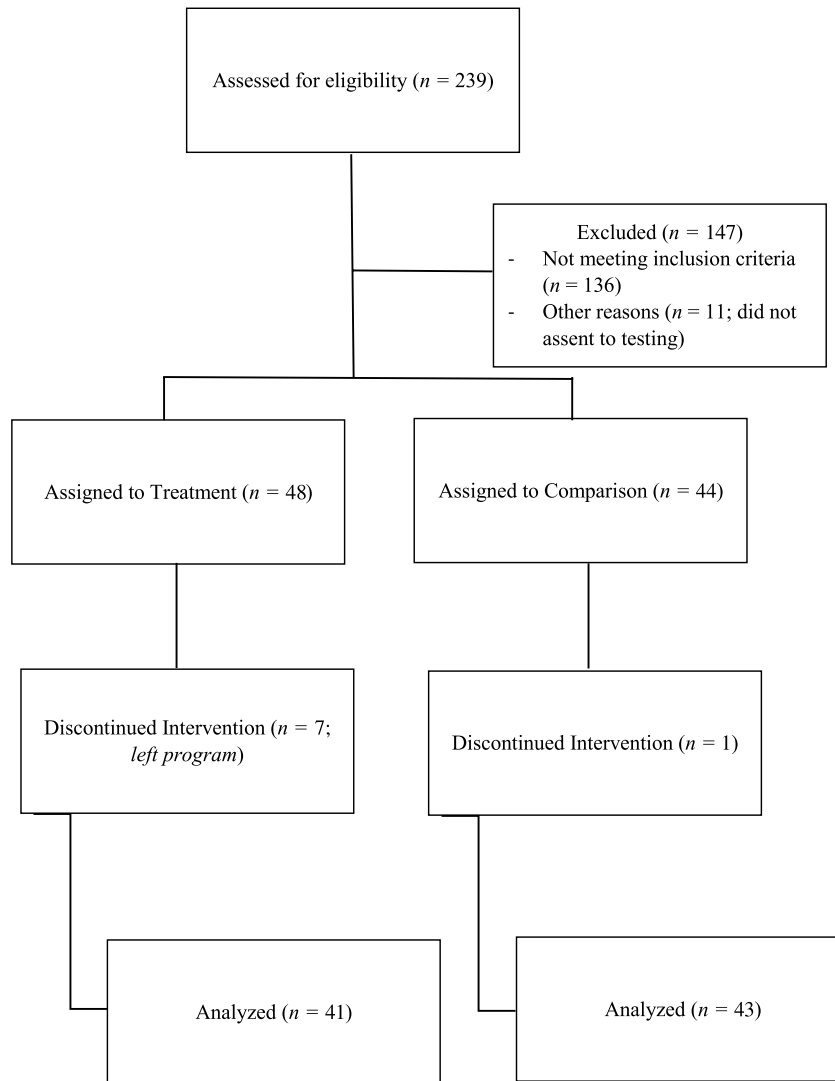 Assessed for eligibility (n = 239)
Excluded (n = 147)
- Not meeting inclusion criteria
(n = 136)
- Other reasons (n = 11; did not
assent to testing)
Assigned to Treatment (n = 48)
Assigned to Comparison (n = 44)
Discontinued Intervention (n = 7;
left program)
Discontinued Intervention (n = 1)
Analyzed (n = 41)
Analyzed (n = 43)